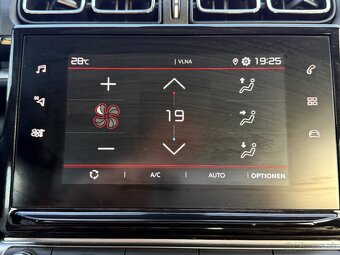 28°C VLNA 19:25
19
A/C AUTO OPTIONEN